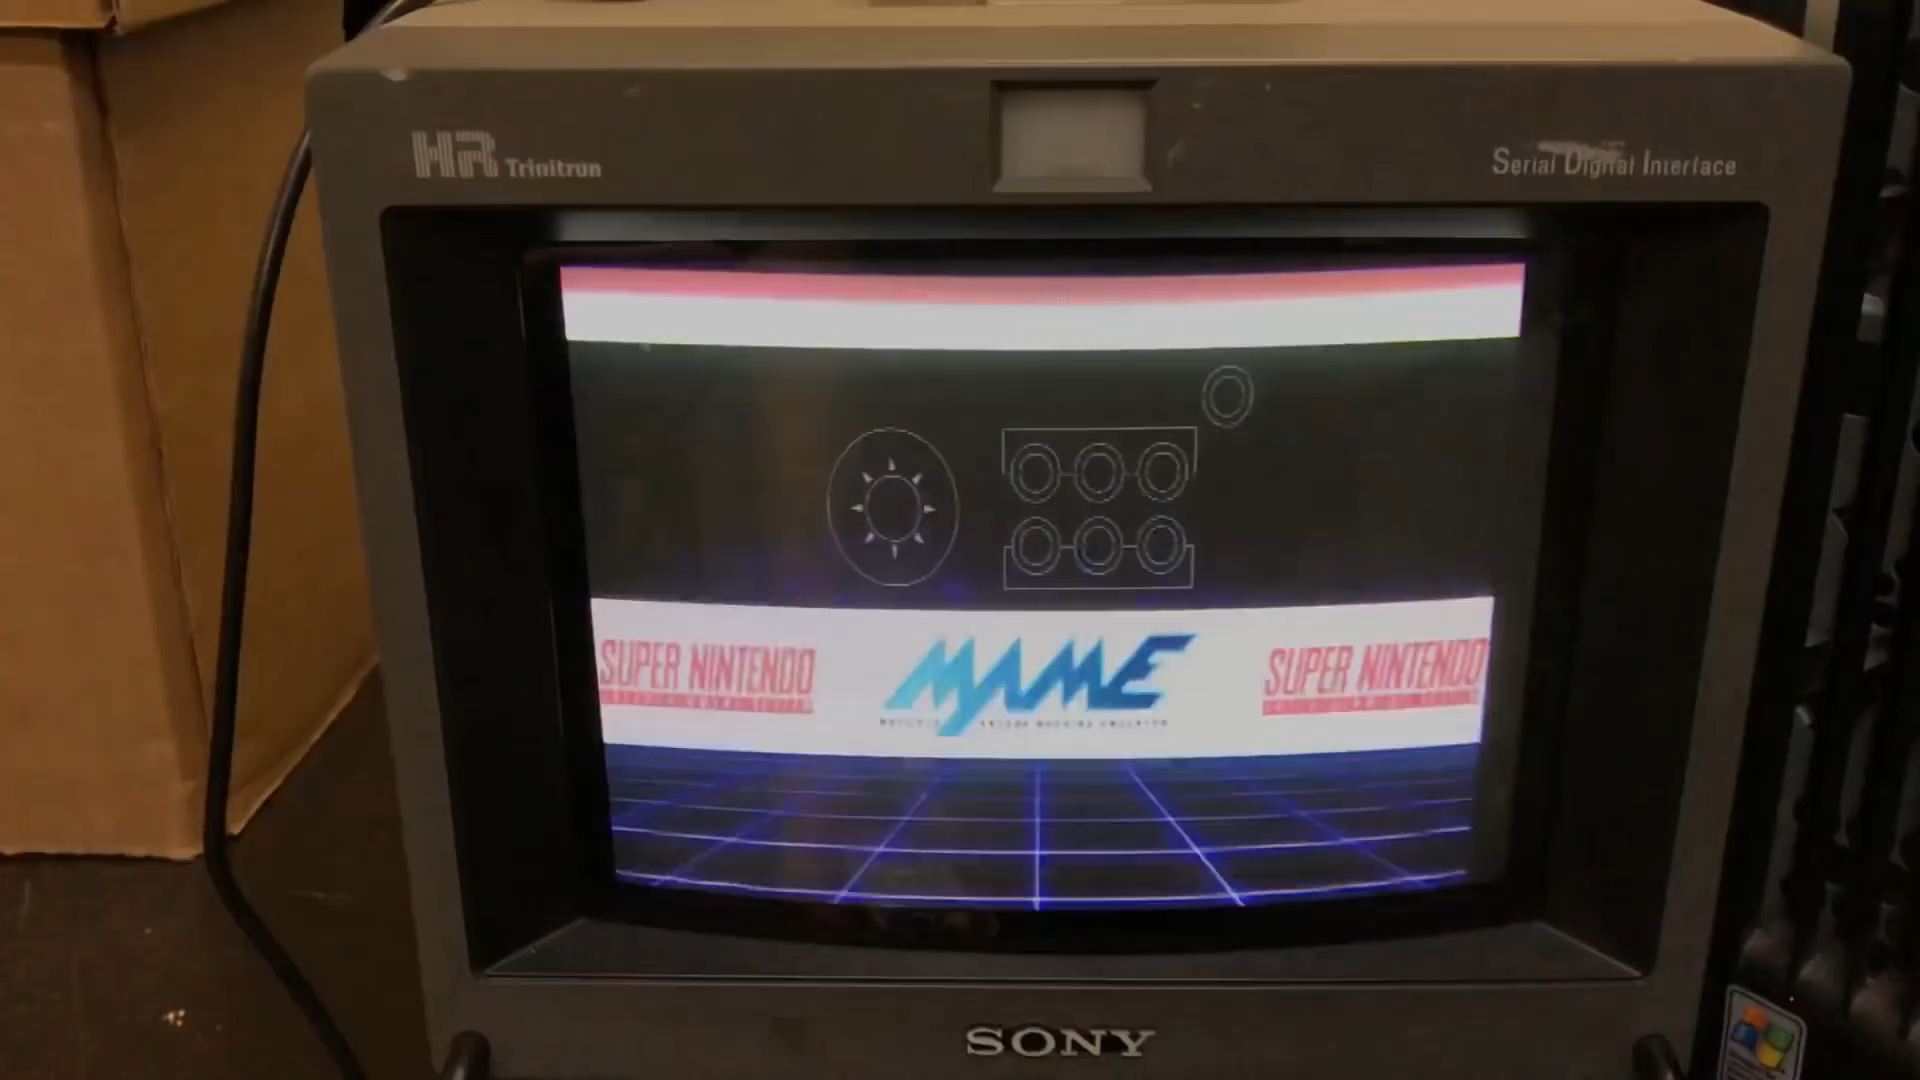 HR Trinitron
Serial Digital Interface
SUPER NINTENDO
MAME
SUPER NINTENDO
SONY